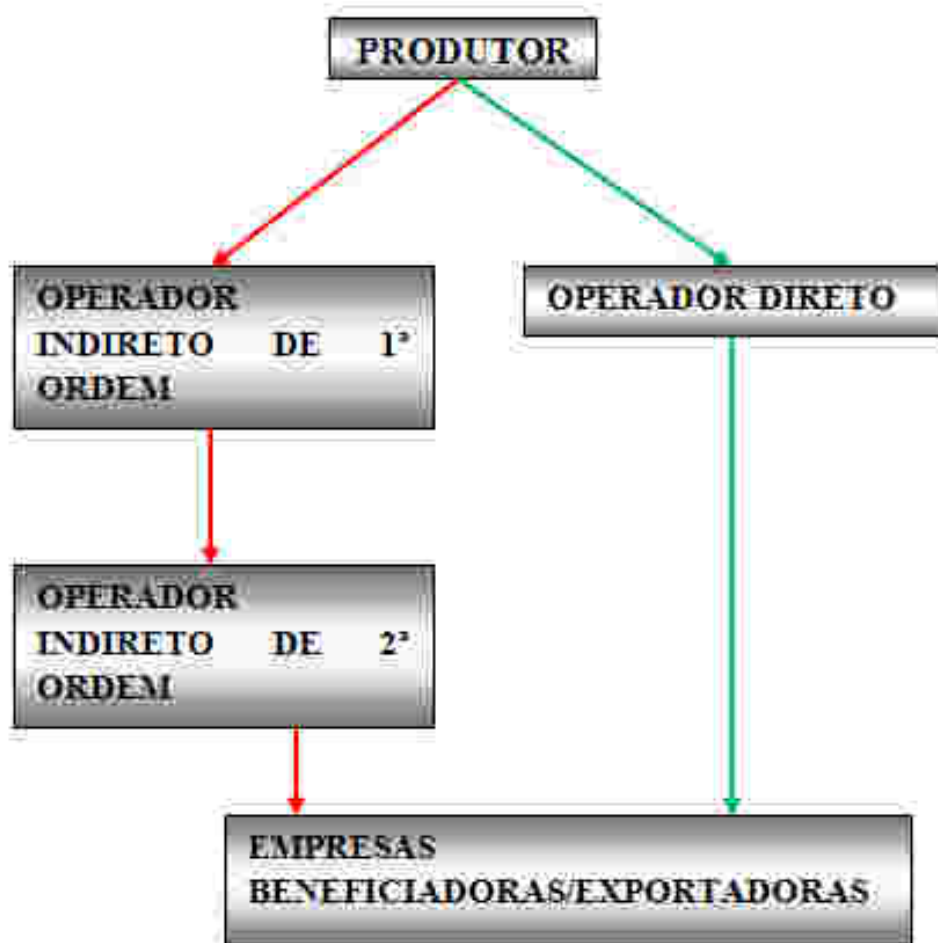 PRODUTOR
OPERADOR
INDIRETO DE 1ª
ORDEM
OPERADOR DIRETO
OPERADOR
INDIRETO DE 2ª
ORDEM
EMPRESAS
BENEFICIADORAS/EXPORTADORAS